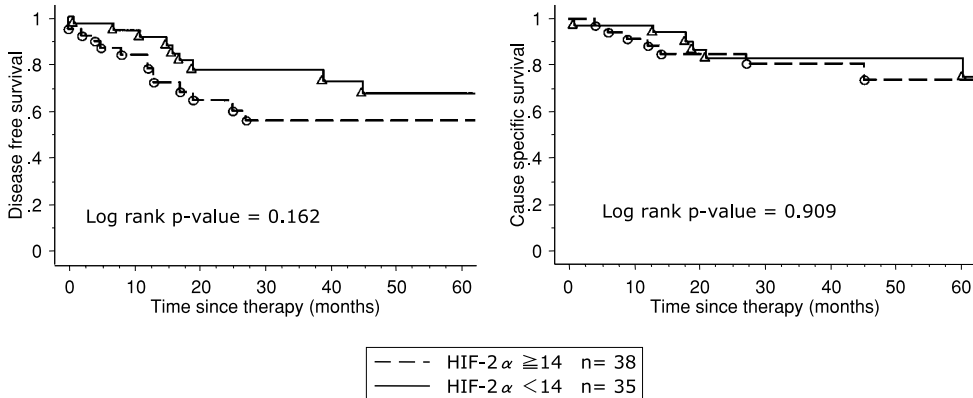 Disease free survival
1
.8
.6
.4
.2
0
Log rank p-value = 0.162
0 10 20 30 40 50 60
Time since therapy (months)
Cause specific survival
1
.8
.6
.4
.2
0
Log rank p-value = 0.909
0 10 20 30 40 50 60
Time since therapy (months)
HIF-2α ≧14 n= 38
HIF-2α <14 n= 35